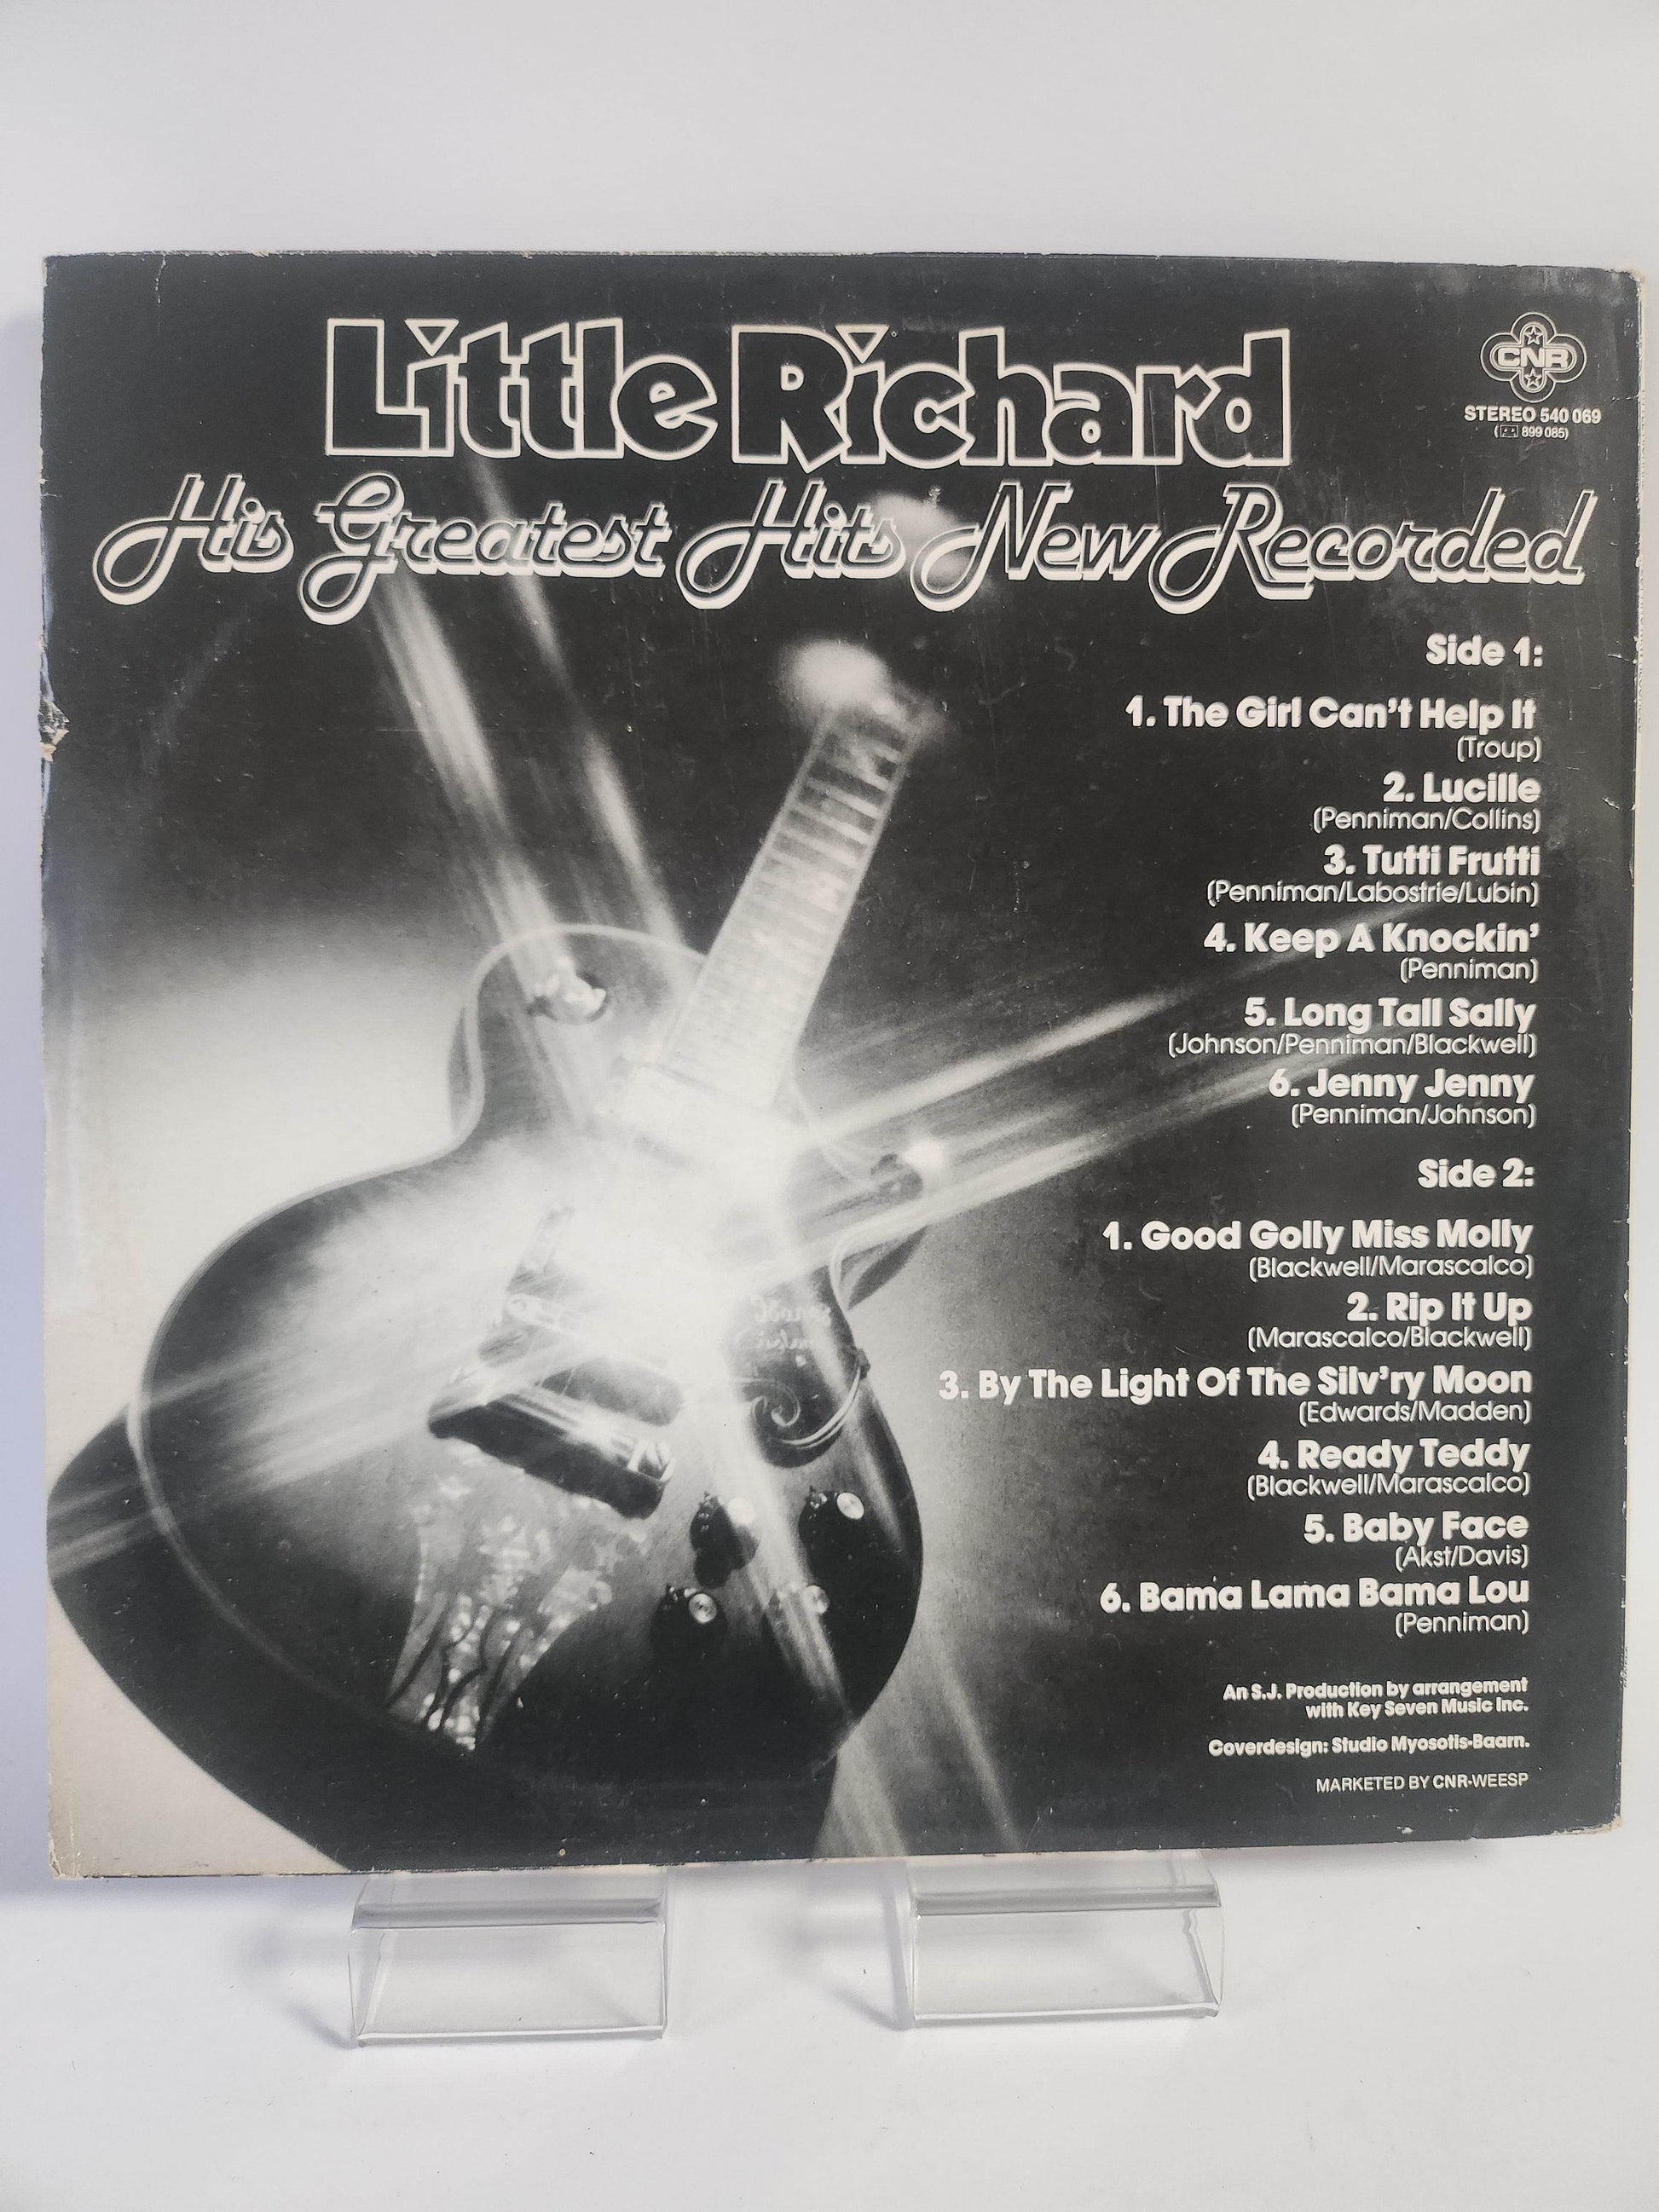 Little Richard
His Greatest Hits New Recorded
CNR
STEREO 540 069
(899 085)
Side 1:
1. The Girl Can't Help It
(Troup)
2. Lucille
(Penniman/Collins)
3. Tutti Frutti
(Penniman/Labostrie/Lubin)
4. Keep A Knockin'
(Penniman)
5. Long Tall Sally
(Johnson/Penniman/Blackwell)
6. Jenny Jenny
(Penniman/Johnson)
Side 2:
1. Good Golly Miss Molly
(Blackwell/Marascalco)
2. Rip It Up
(Marascalco/Blackwell)
3. By The Light Of The Silv'ry Moon
(Edwards/Madden)
4. Ready Teddy
(Blackwell/Marascalco)
5. Baby Face
(Akst/Davis)
6. Bama Lama Bama Lou
(Penniman)
An S.J. Production by arrangement
with Key Seven Music Inc.
Coverdesign: Studio Myosotis-Baarn.
MARKETED BY CNR-WEESP